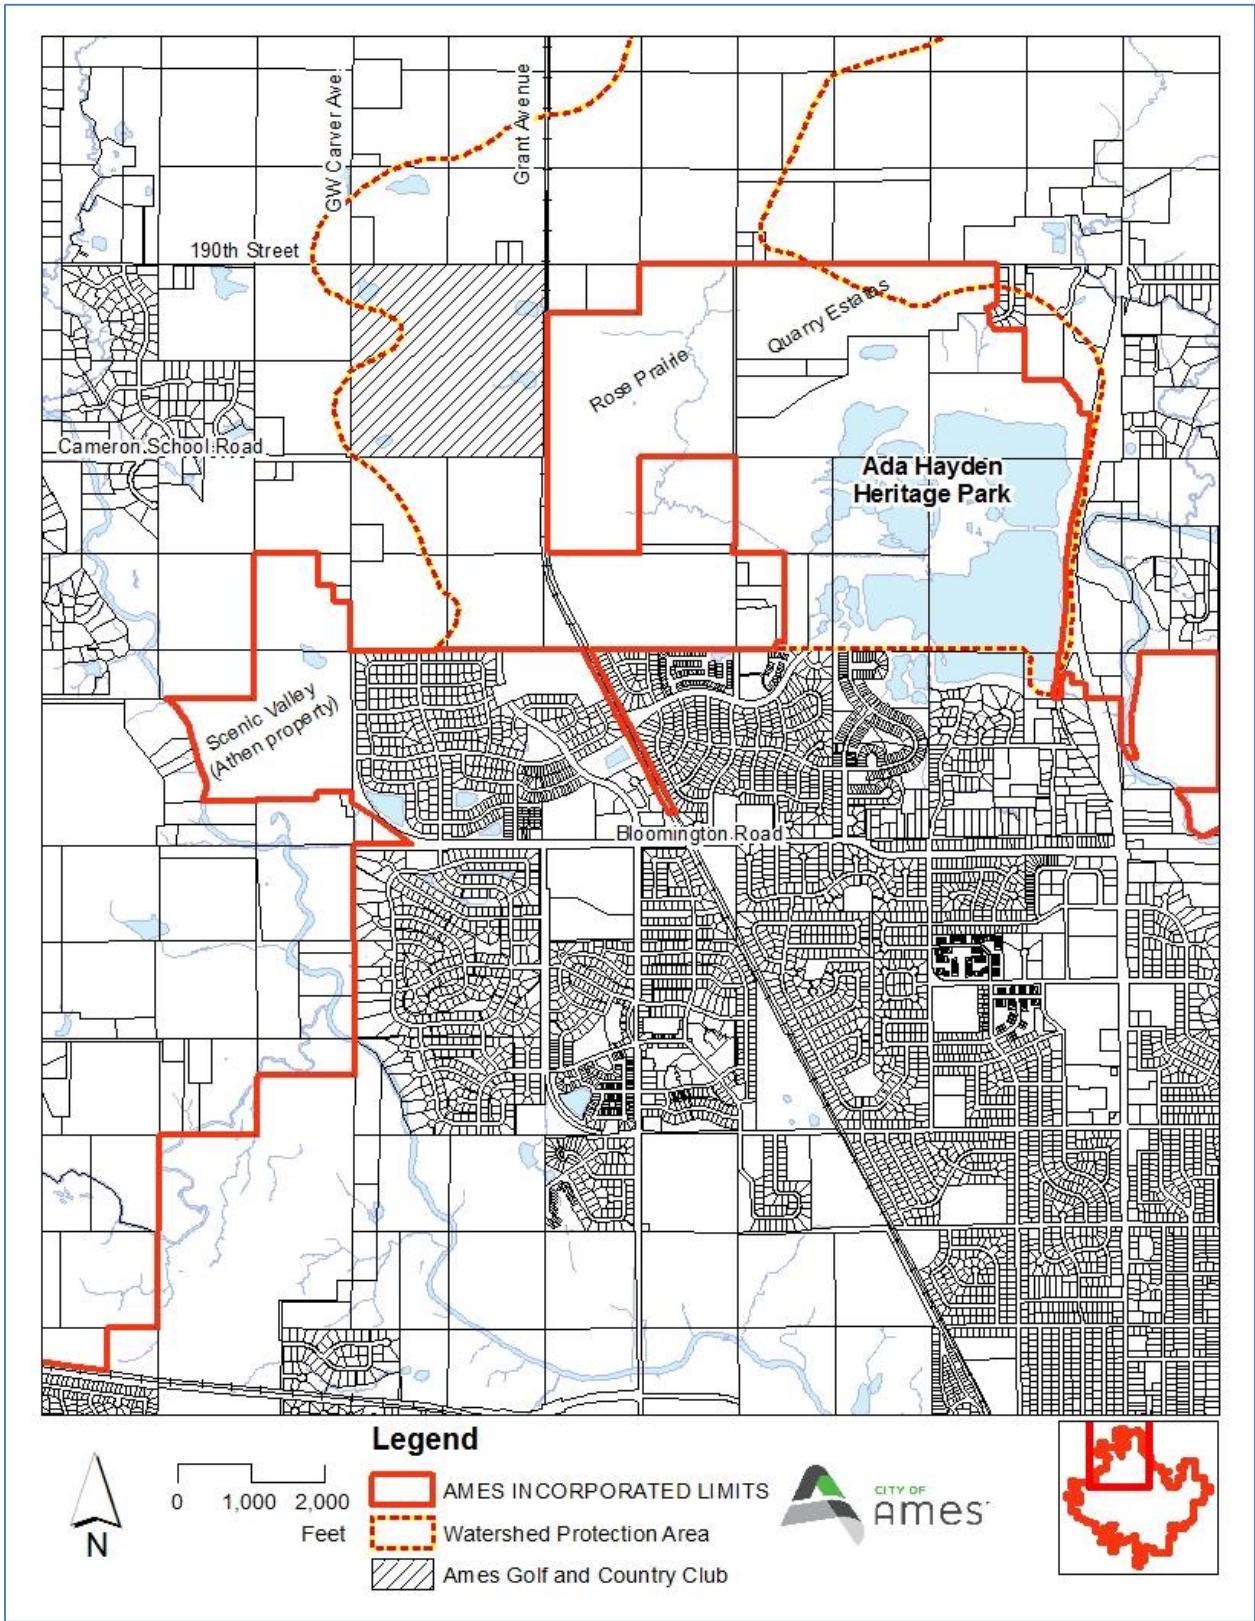 GW Carver Ave.
Grant Avenue
190th Street
Quarry Estates
Rose Prairie
Cameron School Road
Ada Hayden
Heritage Park
Scenic Valley
(Athen property)
Bloomington Road
Legend
0 1,000 2,000
Feet
N
AMES INCORPORATED LIMITS
Watershed Protection Area
Ames Golf and Country Club
CITY OF
AMES